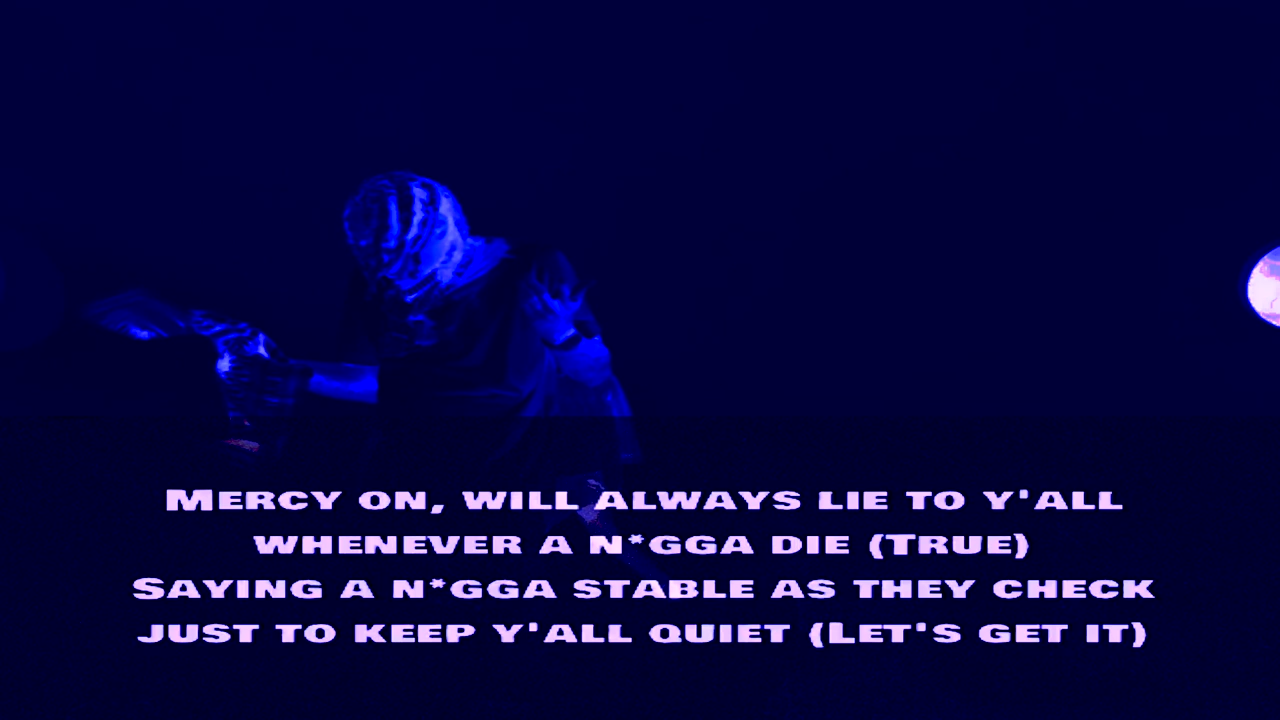 Mercy on, will always lie to y'all
whenever a n*gga die (True)
Saying a n*gga stable as they check
just to keep y'all quiet (Let's get it)